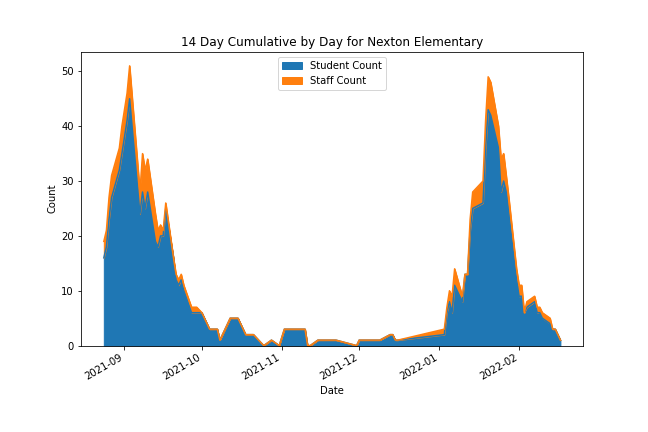 14 Day Cumulative by Day for Nexton Elementary
Student Count
Staff Count
50
40
30
20
10
0
Count
2021-09
2021-10
2021-11
2021-12
2022-01
2022-02
Date